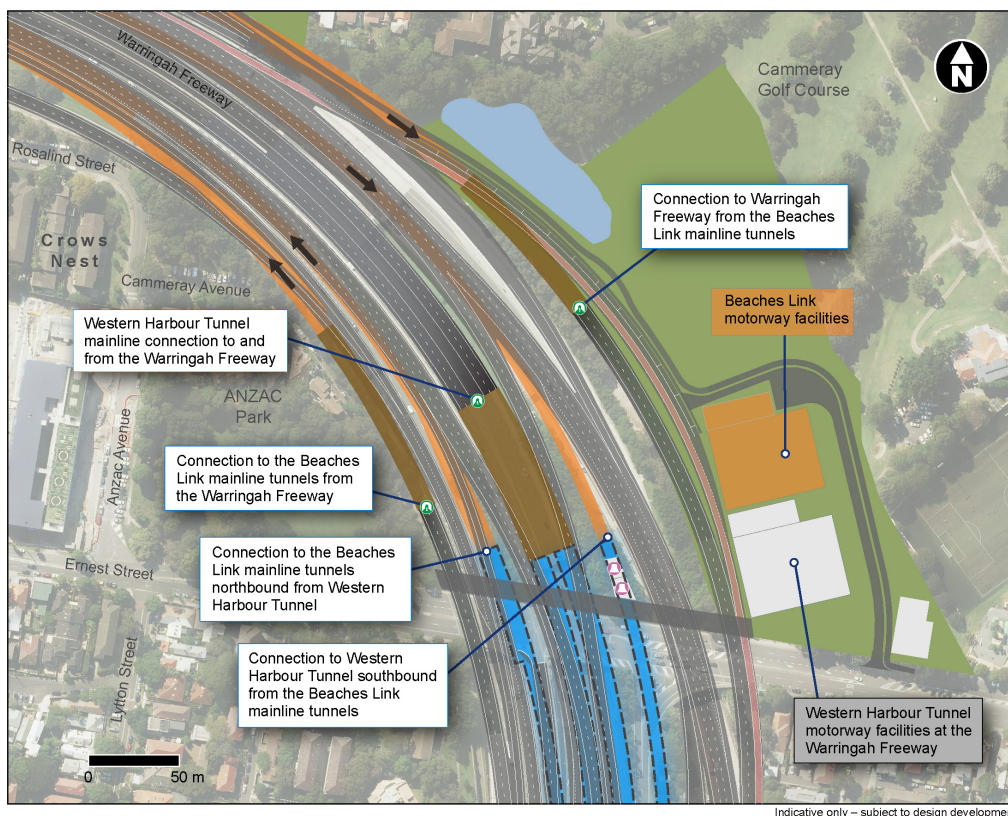 Warringah Freeway
Cammeray
Golf Course
N
Rosalind Street
Crows
Nest
Cammeray Avenue
Connection to Warringah
Freeway from the Beaches
Link mainline tunnels
Beaches Link
motorway facilities
Western Harbour Tunnel
mainline connection to and
from the Warringah Freeway
ANZAC
Park
Anzac Avenue
Connection to the Beaches
Link mainline tunnels from
the Warringah Freeway
Connection to the Beaches
Link mainline tunnels
northbound from Western
Harbour Tunnel
Ernest Street
Lytton Street
Connection to Western
Harbour Tunnel southbound
from the Beaches Link
mainline tunnels
Western Harbour Tunnel
motorway facilities at the
Warringah Freeway
0 50 m
Indicative only – subject to design developme